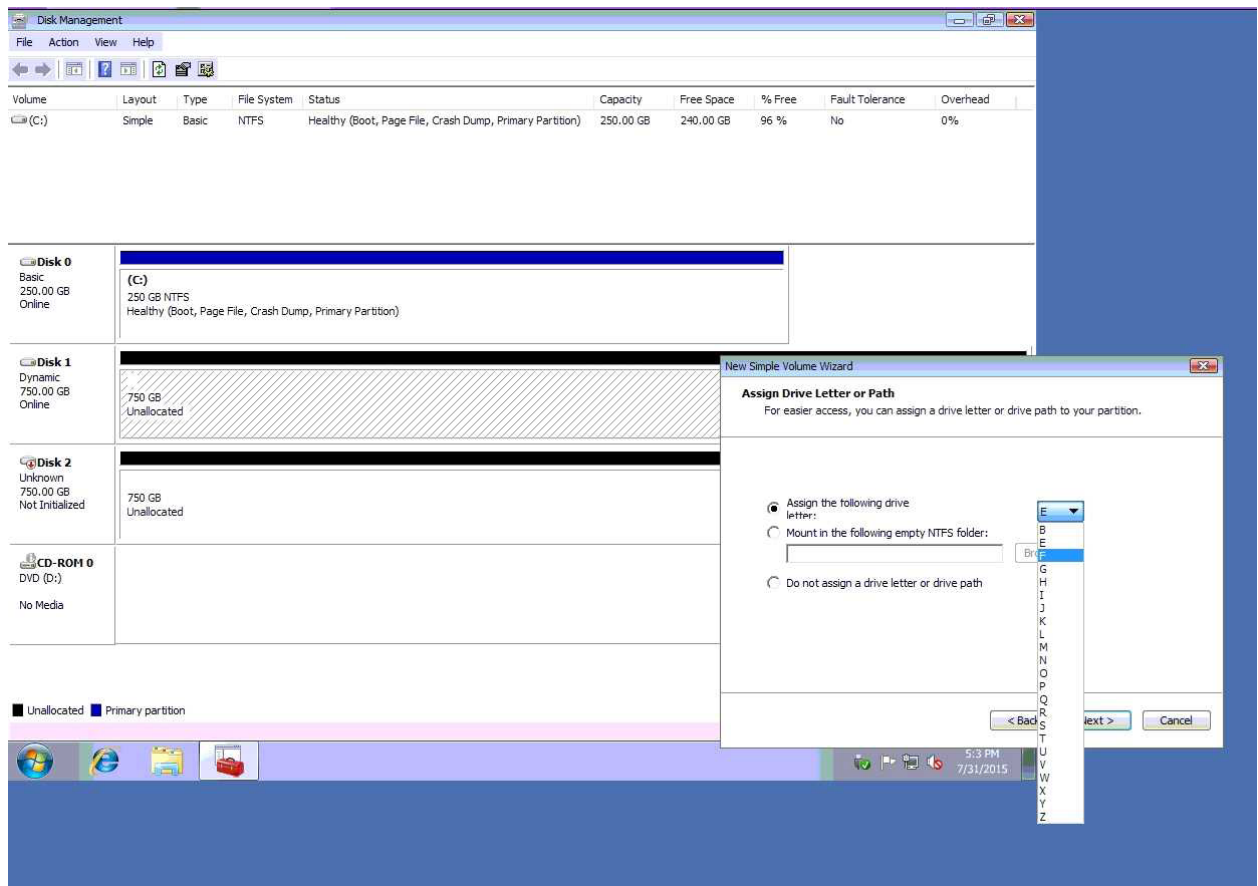 Disk Management
File Action View Help
Volume Layout Type File System Status Capacity Free Space % Free Fault Tolerance Overhead
(C:) Simple Basic NTFS Healthy (Boot, Page File, Crash Dump, Primary Partition) 250.00 GB 240.00 GB 96 % No 0%
Disk 0
Basic
250.00 GB
Online
(C:)
250 GB NTFS
Healthy (Boot, Page File, Crash Dump, Primary Partition)
Disk 1
Dynamic
750.00 GB
Online
750 GB
Unallocated
Disk 2
Unknown
750.00 GB
Not Initialized
750 GB
Unallocated
CD-ROM 0
DVD (D:)
No Media
Unallocated Primary partition
New Simple Volume Wizard
Assign Drive Letter or Path
For easier access, you can assign a drive letter or drive path to your partition.
Assign the following drive
letter:
E
Mount in the following empty NTFS folder:
Do not assign a drive letter or drive path
B
E
F
G
H
I
J
K
L
M
N
O
P
Q
R
S
T
U
V
W
X
Y
Z
< Back
Next >
Cancel
5:3 PM
7/31/2015